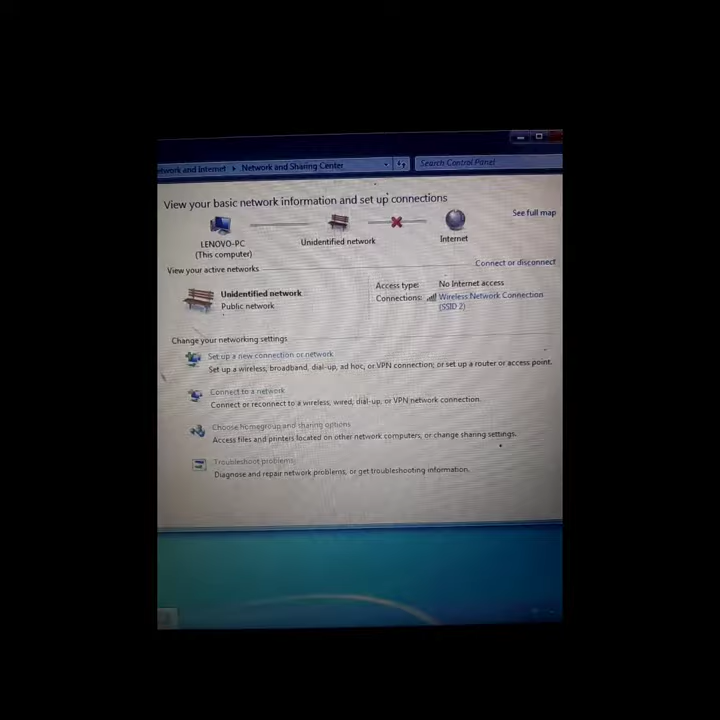 Network and Sharing Center
Search Control Panel
View your basic network information and set up connections
See full map
LENOVO-PC
(This computer)
Unidentified network
Internet
View your active networks
Connect or disconnect
Unidentified network
Public network
Access type: No Internet access
Connections: Wireless Network Connection
(SSID 2)
Change your networking settings
Set up a new connection or network
Set up a wireless, broadband, dial-up, ad hoc, or VPN connection; or set up a router or access point.
Connect to a network
Connect or reconnect to a wireless, wired, dial-up, or VPN network connection.
Choose homegroup and sharing options
Access files and printers located on other network computers, or change sharing settings.
Troubleshoot problems
Diagnose and repair network problems, or get troubleshooting information.